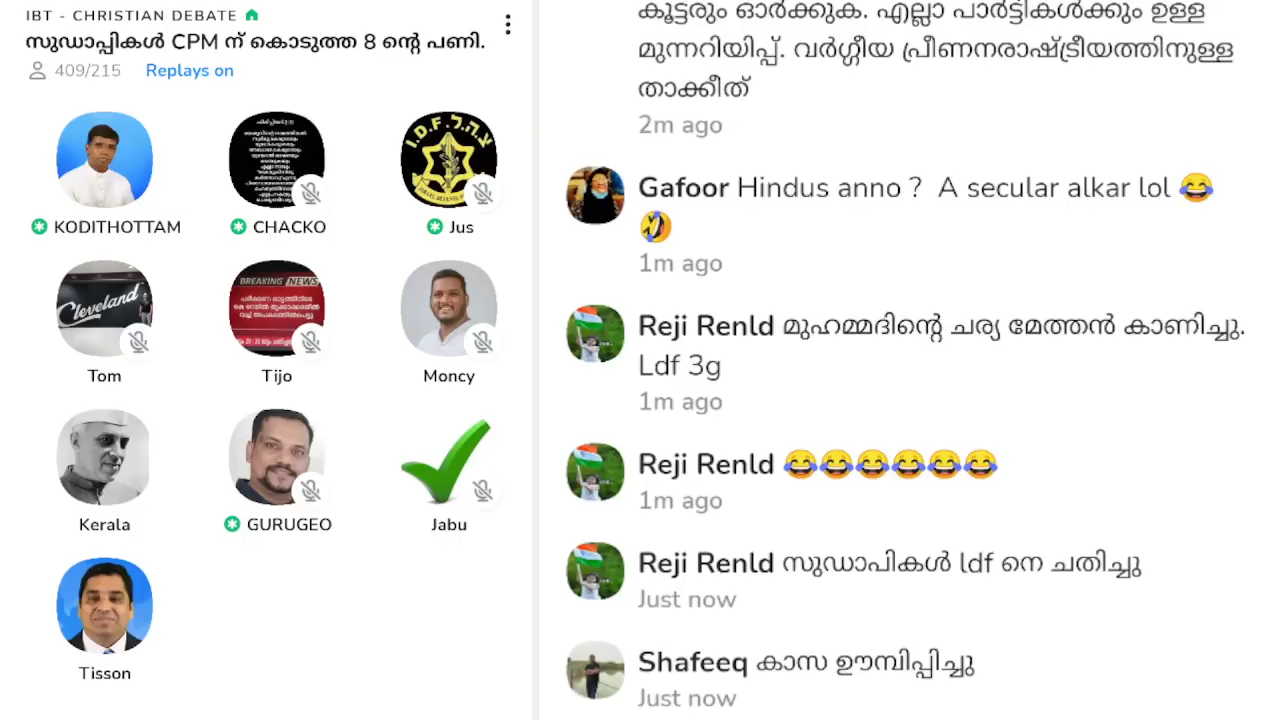 IBT - CHRISTIAN DEBATE
സുഡാപ്പികൾ CPM ന് കൊടുത്ത 8 ന്റെ പണി.
409/215 Replays on
I.D.F. צ.ה.ל.
KODITHOTTAM
CHACKO
Jus
Cleveland
BREAKING NEWS
Tom
Tijo
Moncy
Kerala
GURUGEO
Jabu
Tisson
കൂട്ടരും ഓർക്കുക. എല്ലാ പാർട്ടികൾക്കും ഉള്ള
മുന്നറിയിപ്പ്. വർഗ്ഗീയ പ്രീണനരാഷ്ട്രീയത്തിനുള്ള
താക്കീത്
2m ago
Gafoor Hindus anno ? A secular alkar lol 😂
🤣
1m ago
Reji Renld മുഹമ്മദിന്റെ ചര്യ മേത്തൻ കാണിച്ചു.
Ldf 3g
1m ago
Reji Renld 😂😂😂😂😂😂
1m ago
Reji Renld സുഡാപികൾ ldf നെ ചതിച്ചു
Just now
Shafeeq കാസ ഊമ്പിപ്പിച്ചു
Just now